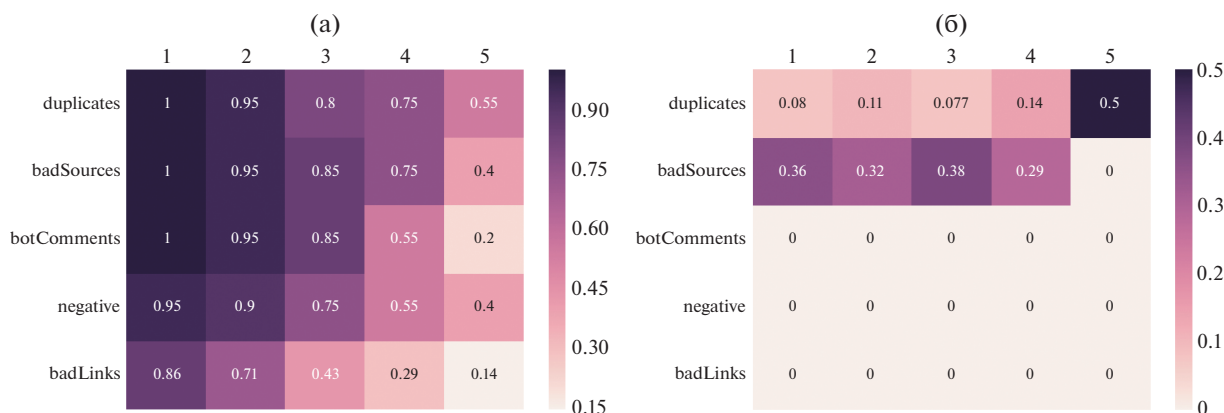 (а)
1 2 3 4 5
duplicates 1 0.95 0.8 0.75 0.55
badSources 1 0.95 0.85 0.75 0.4
botComments 1 0.95 0.85 0.55 0.2
negative 0.95 0.9 0.75 0.55 0.4
badLinks 0.86 0.71 0.43 0.29 0.14
0.90
0.75
0.60
0.45
0.30
0.15
(б)
1 2 3 4 5
duplicates 0.08 0.11 0.077 0.14 0.5
badSources 0.36 0.32 0.38 0.29 0
botComments 0 0 0 0 0
negative 0 0 0 0 0
badLinks 0 0 0 0 0
0.5
0.4
0.3
0.2
0.1
0